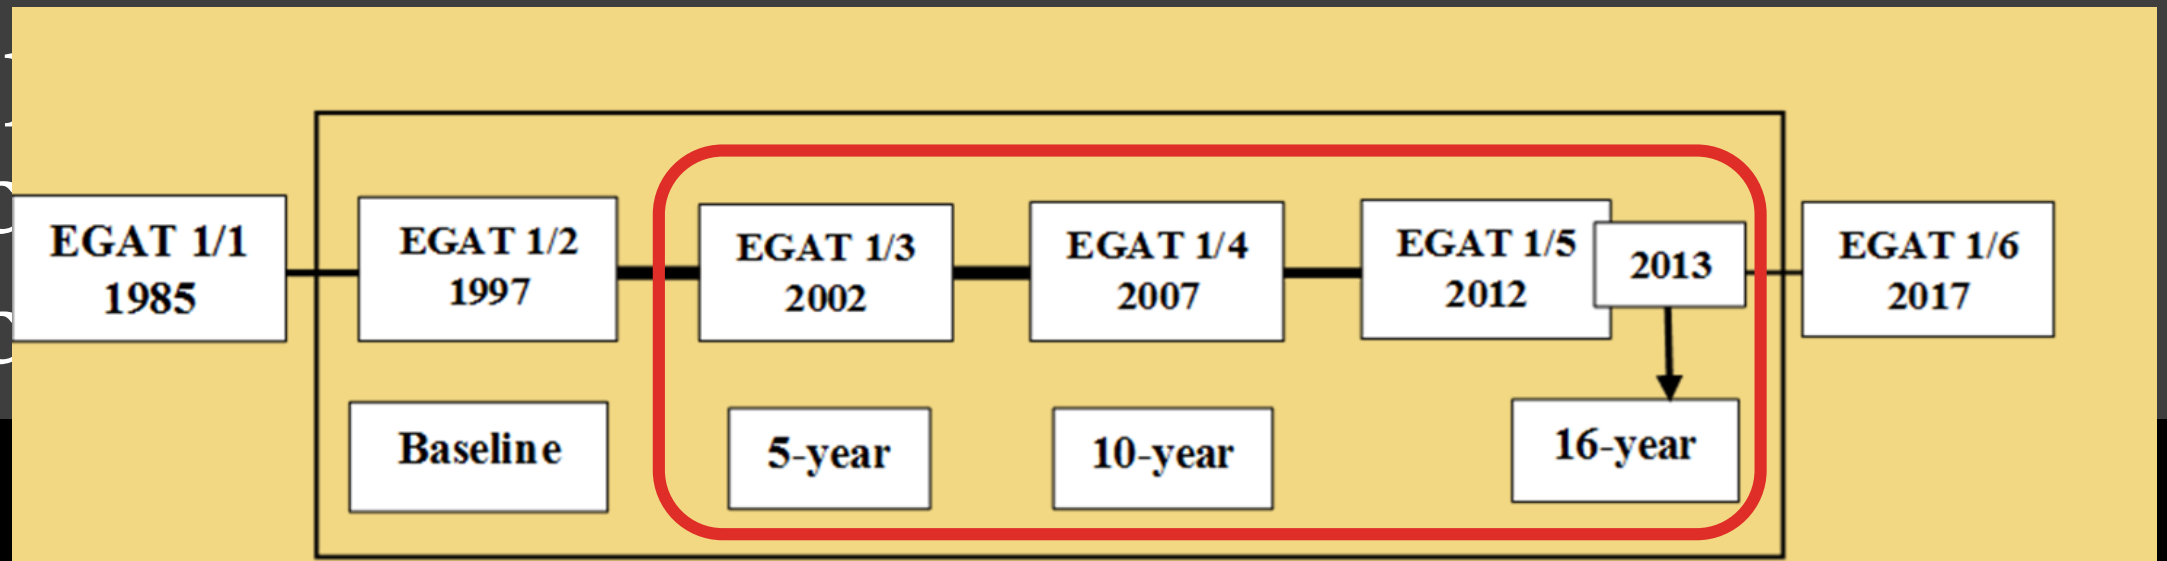 EGAT 1/1
1985
EGAT 1/2
1997
EGAT 1/3
2002
EGAT 1/4
2007
EGAT 1/5
2012
2013
EGAT 1/6
2017
Baseline
5-year
10-year
16-year